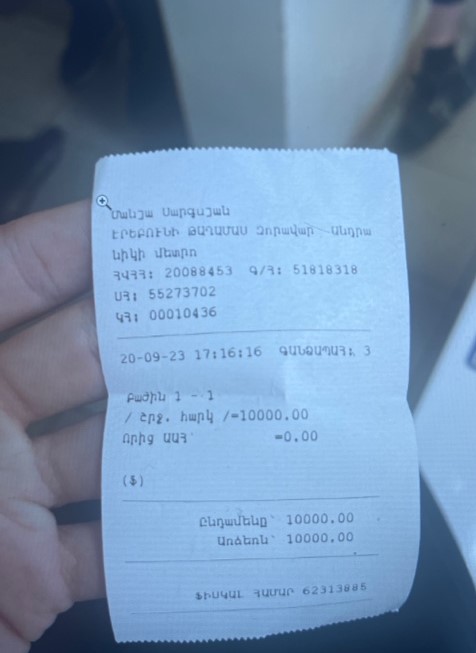 Մանյա Սարգսյան
ԷՐԵԲՈՒՆԻ ԹԱՂԱՄԱՍ Զորավար Անդրա
նիկի մետրո
ՀՎՀՀ: 20088453 Գ/Հ: 51818318
ՍՀ: 55273702
ԿՀ: 00010436
20-09-23 17:16:16 ԳԱՆՁԱՊԱՀ: 3
Բաժին 1 - 1
/ Շրջ. հարկ /=10000.00
Որից ԱԱՀ՝ =0.00
(Ֆ)
Ընդամենը՝ 10000.00
Առձեռն՝ 10000.00
ՖԻՍԿԱԼ ՀԱՄԱՐ 62313885